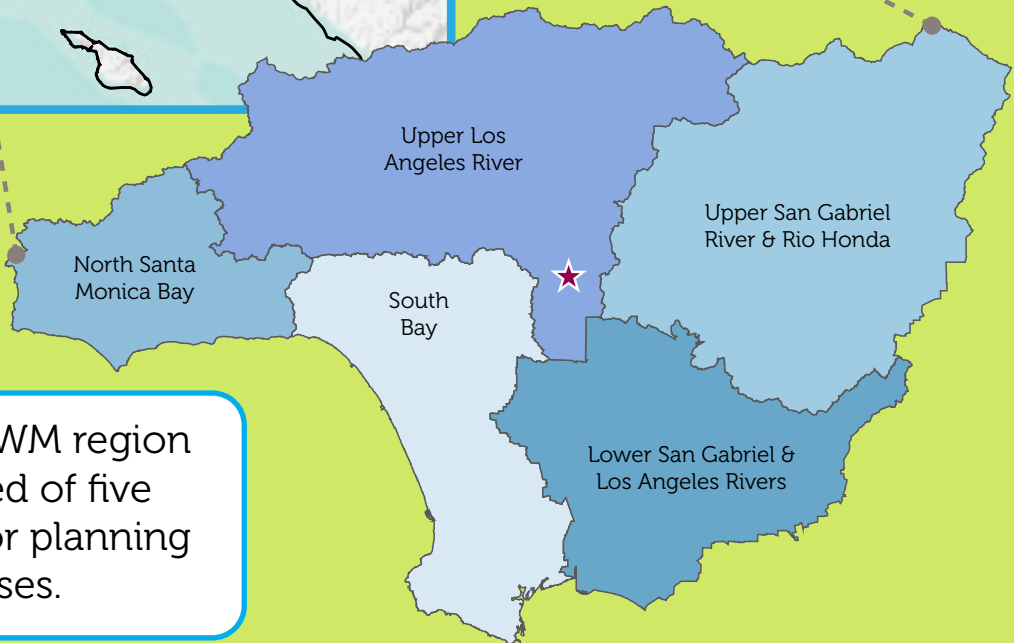 Upper Los
Angeles River
Upper San Gabriel
River & Rio Honda
North Santa
Monica Bay
South
Bay
Lower San Gabriel &
Los Angeles Rivers
WM region
ed of five
or planning
ses.